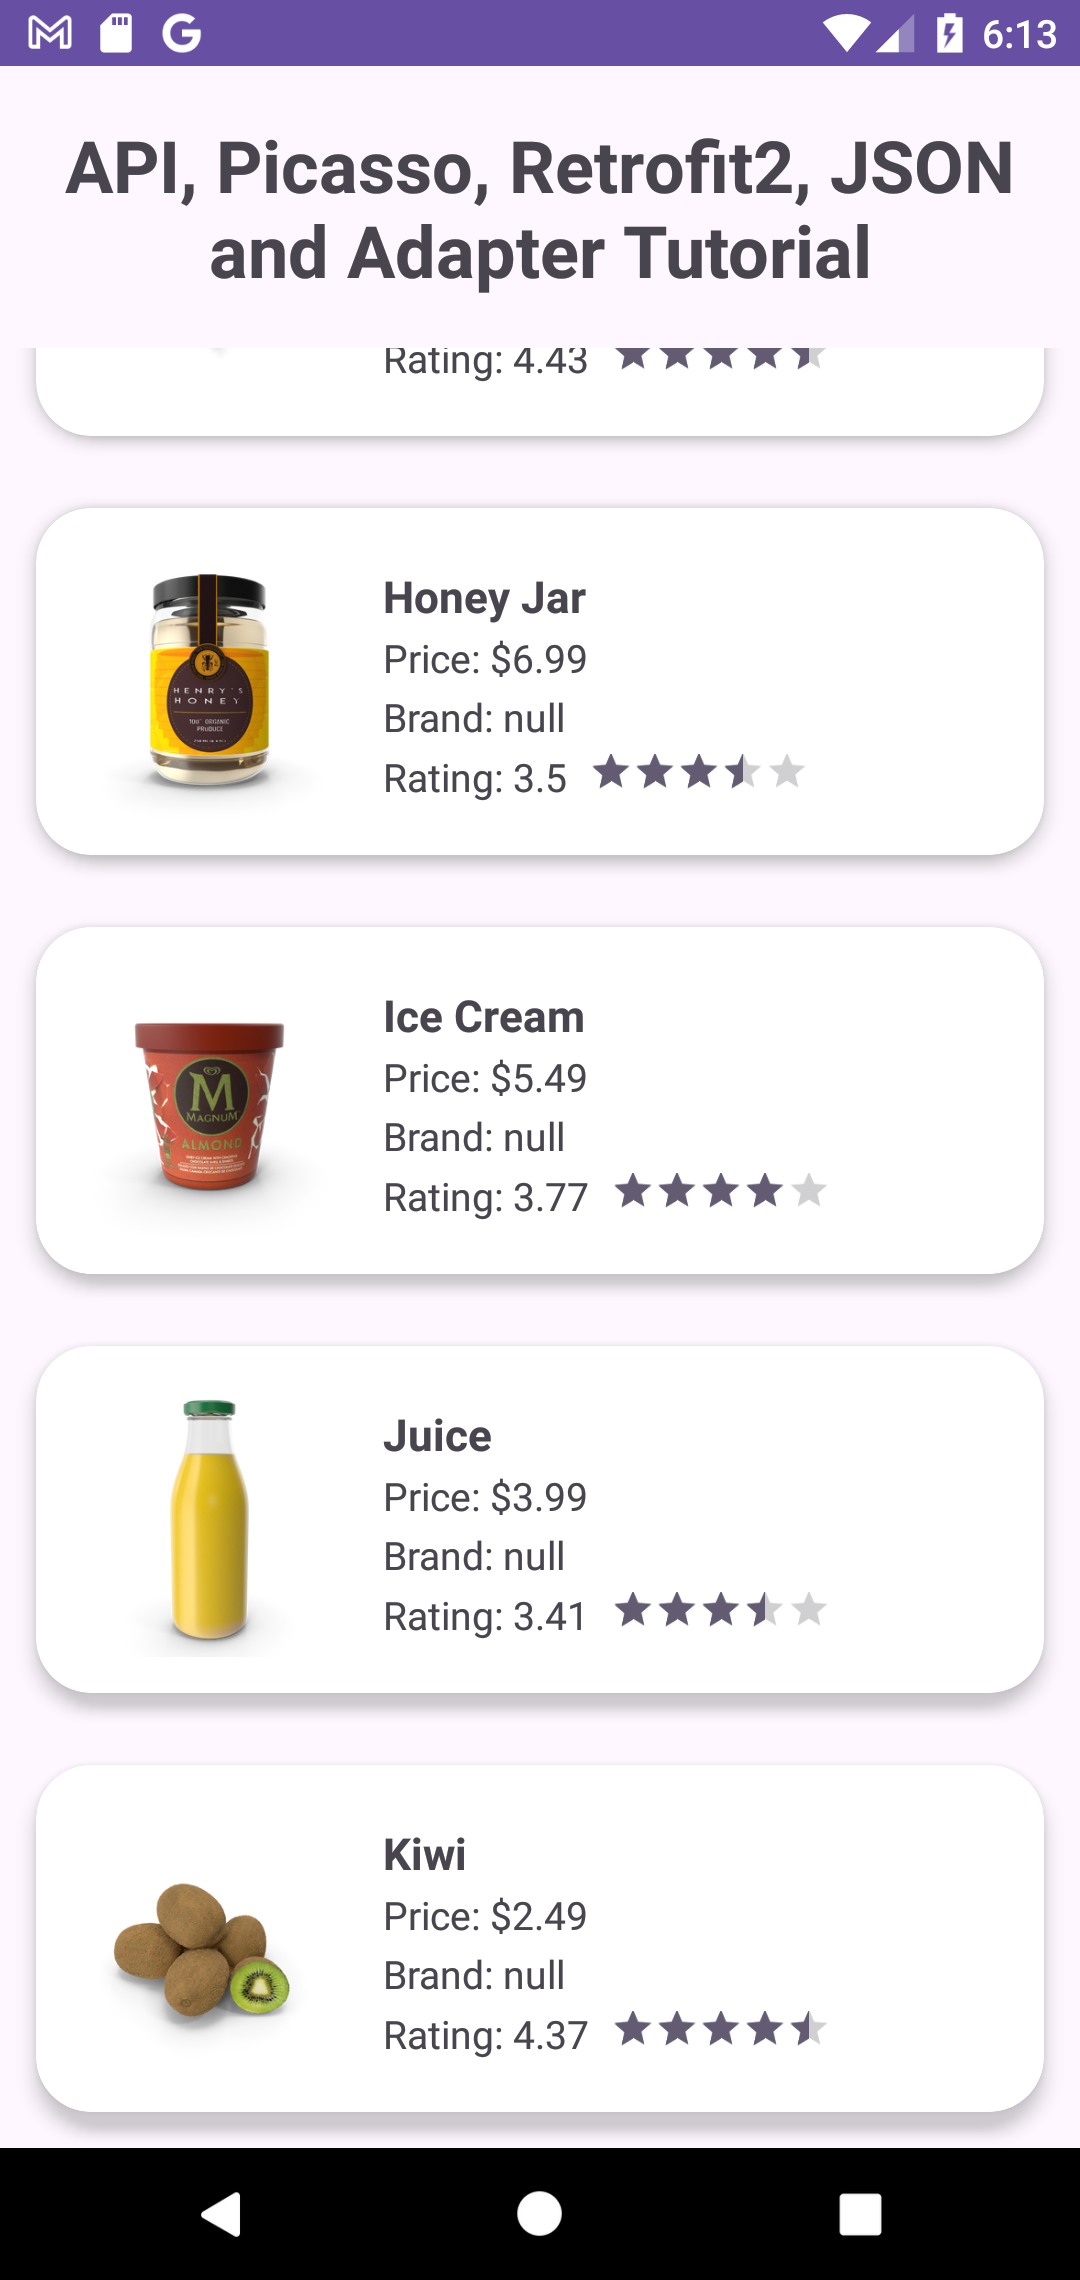 6:13
API, Picasso, Retrofit2, JSON
and Adapter Tutorial
Rating: 4.43
Honey Jar
Price: $6.99
Brand: null
Rating: 3.5
HENRY'S
HONEY
100% ORGANIC
PRODUCE
Ice Cream
Price: $5.49
Brand: null
Rating: 3.77
M
MAGNUM
ALMOND
Juice
Price: $3.99
Brand: null
Rating: 3.41
Kiwi
Price: $2.49
Brand: null
Rating: 4.37